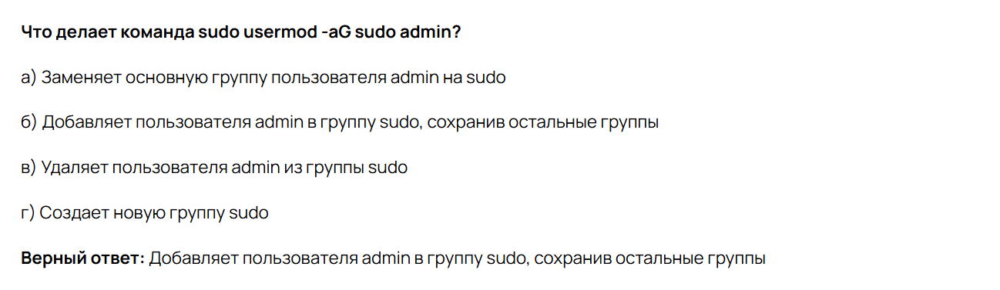 Что делает команда sudo usermod -aG sudo admin?
а) Заменяет основную группу пользователя admin на sudo
б) Добавляет пользователя admin в группу sudo, сохранив остальные группы
в) Удаляет пользователя admin из группы sudo
г) Создает новую группу sudo
Верный ответ: Добавляет пользователя admin в группу sudo, сохранив остальные группы